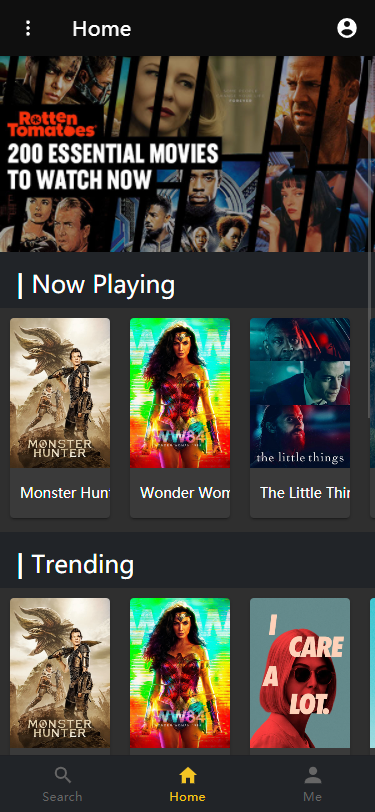 Home
Rotten
Tomatoes
200 ESSENTIAL MOVIES
TO WATCH NOW
Now Playing
MONSTER
HUNTER
WW84
the little things
Monster Hun
Wonder Wom
The Little Thin
Trending
MONSTER
HUNTER
WW84
I
CARE
A
LOT.
Search
Home
Me